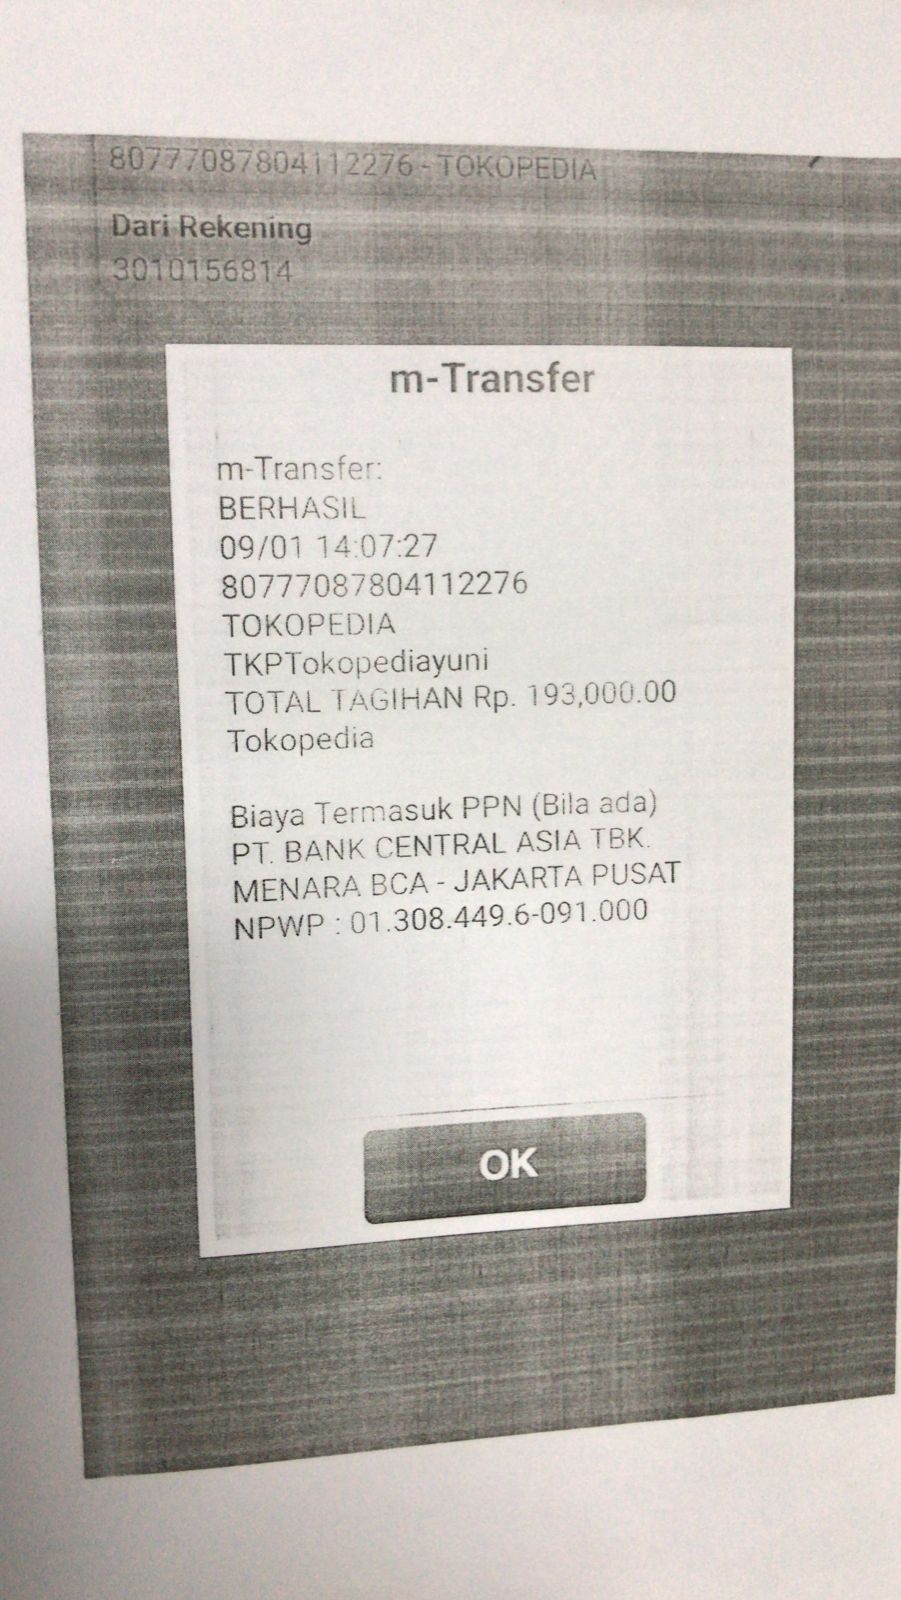 80777087804112276 - TOKOPEDIA
Dari Rekening
3010156814
m-Transfer
m-Transfer:
BERHASIL
09/01 14:07:27
80777087804112276
TOKOPEDIA
TKPTokopediayuni
TOTAL TAGIHAN Rp. 193,000.00
Tokopedia
Biaya Termasuk PPN (Bila ada)
PT. BANK CENTRAL ASIA TBK.
MENARA BCA - JAKARTA PUSAT
NPWP : 01.308.449.6-091.000
OK